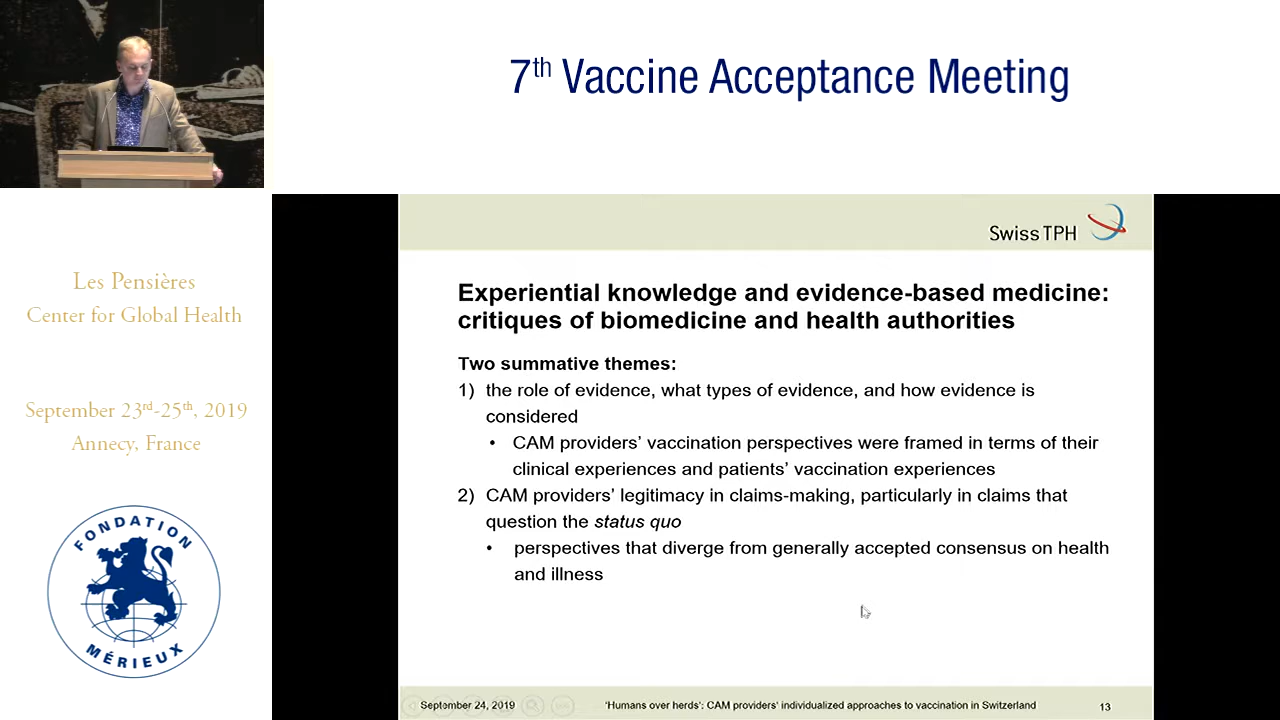 7th Vaccine Acceptance Meeting
Les Pensières
Center for Global Health
September 23rd-25th, 2019
Annecy, France
FONDATION
MÉRIEUX
Swiss TPH
Experiential knowledge and evidence-based medicine:
critiques of biomedicine and health authorities
Two summative themes:
1) the role of evidence, what types of evidence, and how evidence is
considered
• CAM providers’ vaccination perspectives were framed in terms of their
clinical experiences and patients’ vaccination experiences
2) CAM providers’ legitimacy in claims-making, particularly in claims that
question the status quo
• perspectives that diverge from generally accepted consensus on health
and illness
September 24, 2019
‘Humans over herds’: CAM providers’ individualized approaches to vaccination in Switzerland
13